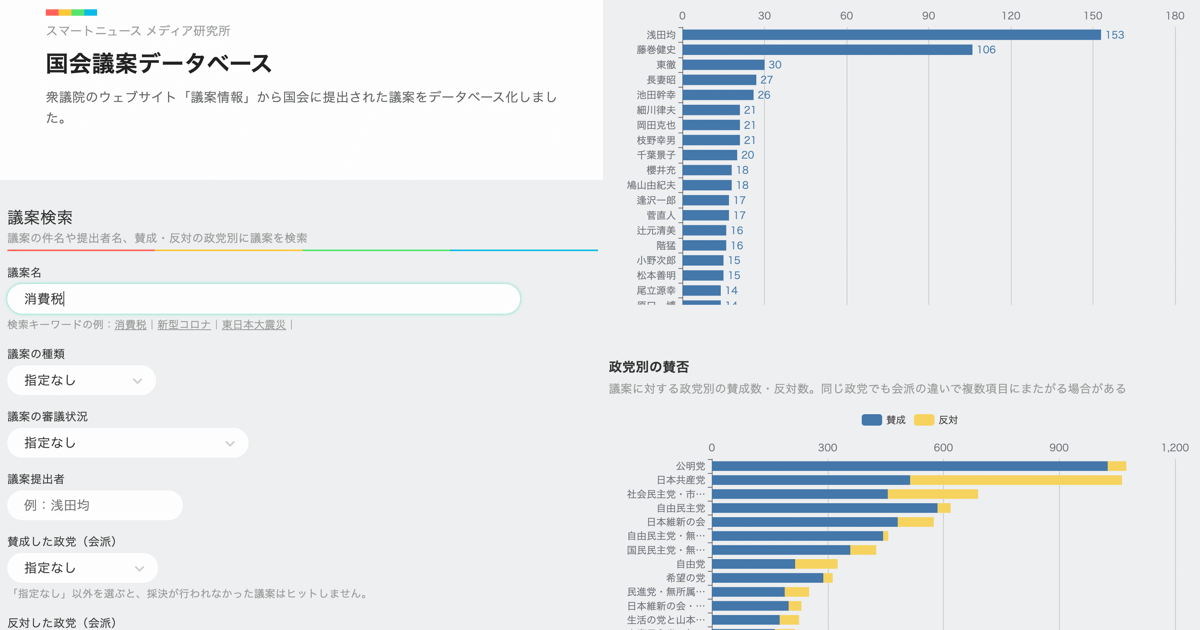 スマートニュース メディア研究所
国会議案データベース
衆議院のウェブサイト「議案情報」から国会に提出された議案をデータベース化しまし
た。
議案検索
議案の件名や提出者名、賛成・反対の政党別に議案を検索
議案名
消費税
検索キーワードの例：消費税 | 新型コロナ | 東日本大震災 |
議案の種類
指定なし
議案の審議状況
指定なし
議案提出者
例：浅田均
賛成した政党（会派）
指定なし
「指定なし」以外を選ぶと、採決が行われなかった議案はヒットしません。
反対した政党（会派）
0 30 60 90 120 150 180
浅田均 153
藤巻健史 106
東徹 30
長妻昭 27
池田幹幸 26
細川律夫 21
岡田克也 21
枝野幸男 21
千葉景子 20
櫻井充 18
鳩山由紀夫 18
逢沢一郎 17
菅直人 17
辻元清美 16
階猛 16
小野次郎 15
松本善明 15
尾立源幸 14
政党別の賛否
議案に対する政党別の賛成数・反対数。同じ政党でも会派の違いで複数項目にまたがる場合がある
賛成 反対
0 300 600 900 1,200
公明党
日本共産党
社会民主党・市…
自由民主党
日本維新の会
自由民主党・無…
国民民主党・無…
自由党
希望の党
民進党・無所属…
日本維新の会・…
生活の党と山本…